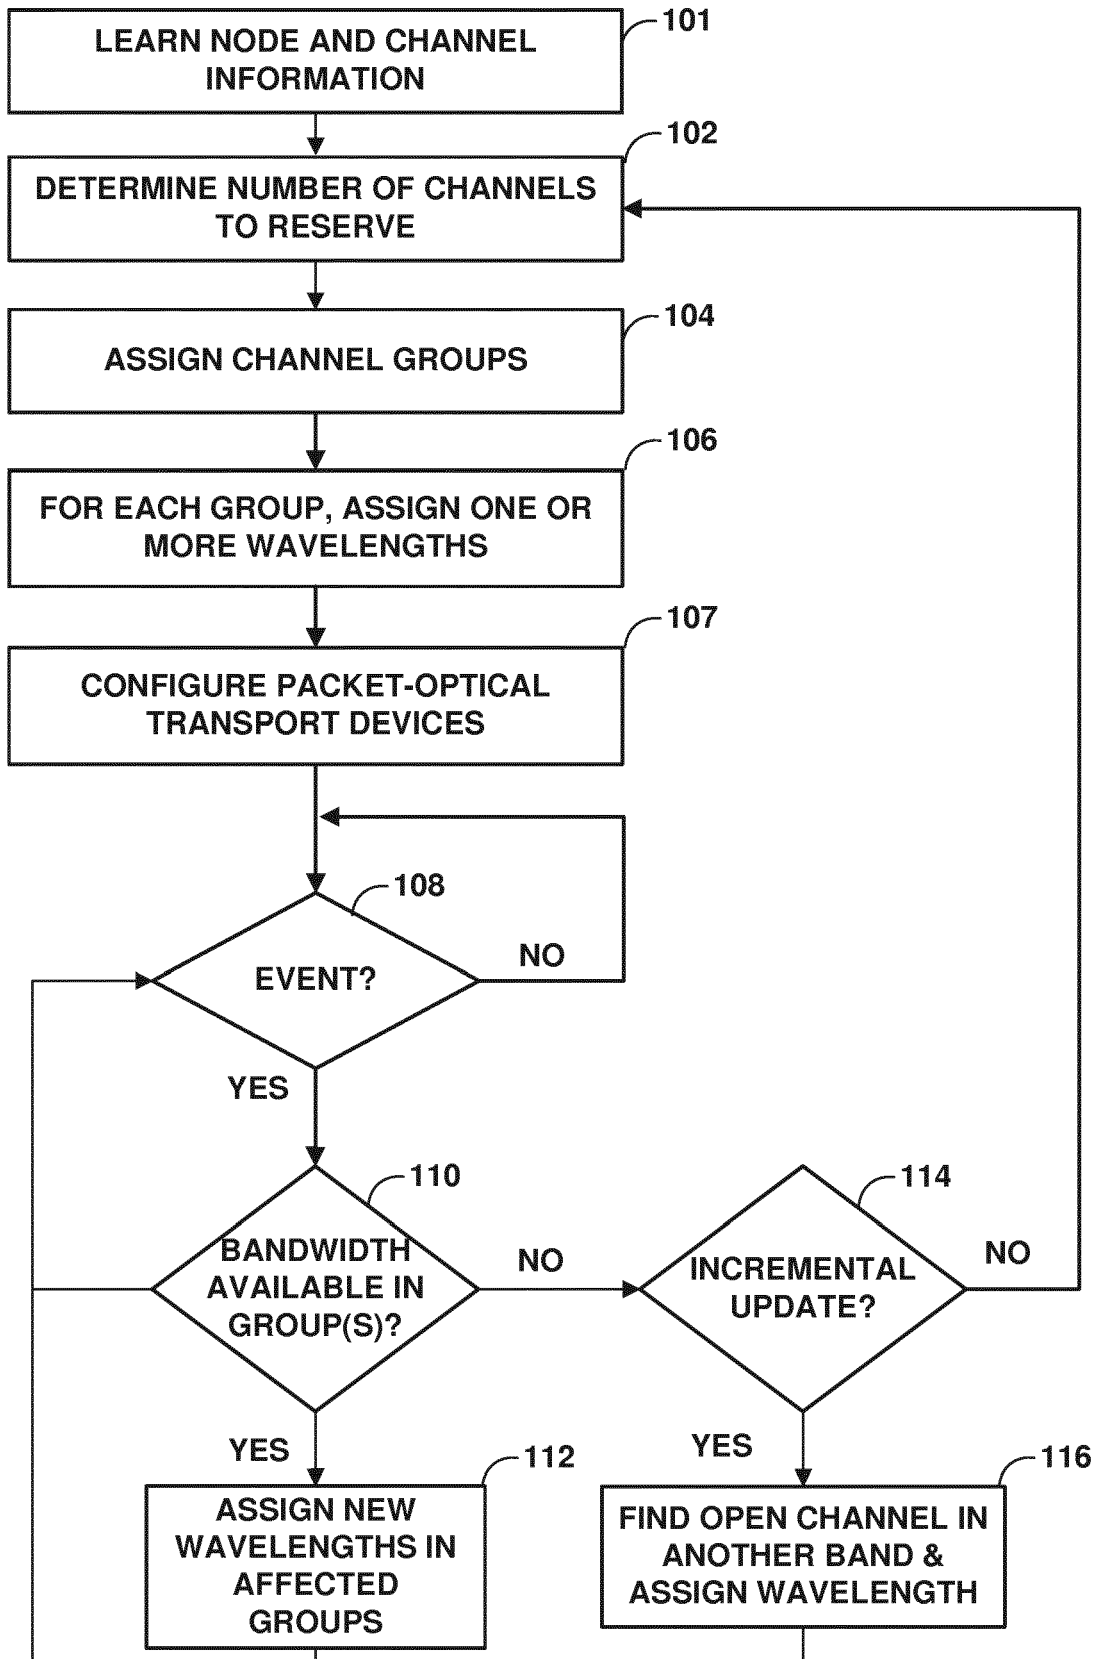 101
LEARN NODE AND CHANNEL
INFORMATION
102
DETERMINE NUMBER OF CHANNELS
TO RESERVE
104
ASSIGN CHANNEL GROUPS
106
FOR EACH GROUP, ASSIGN ONE OR
MORE WAVELENGTHS
107
CONFIGURE PACKET-OPTICAL
TRANSPORT DEVICES
108
EVENT?
NO
YES
110
BANDWIDTH
AVAILABLE IN
GROUP(S)?
NO
114
INCREMENTAL
UPDATE?
NO
YES
112
ASSIGN NEW
WAVELENGTHS IN
AFFECTED
GROUPS
YES
116
FIND OPEN CHANNEL IN
ANOTHER BAND &
ASSIGN WAVELENGTH